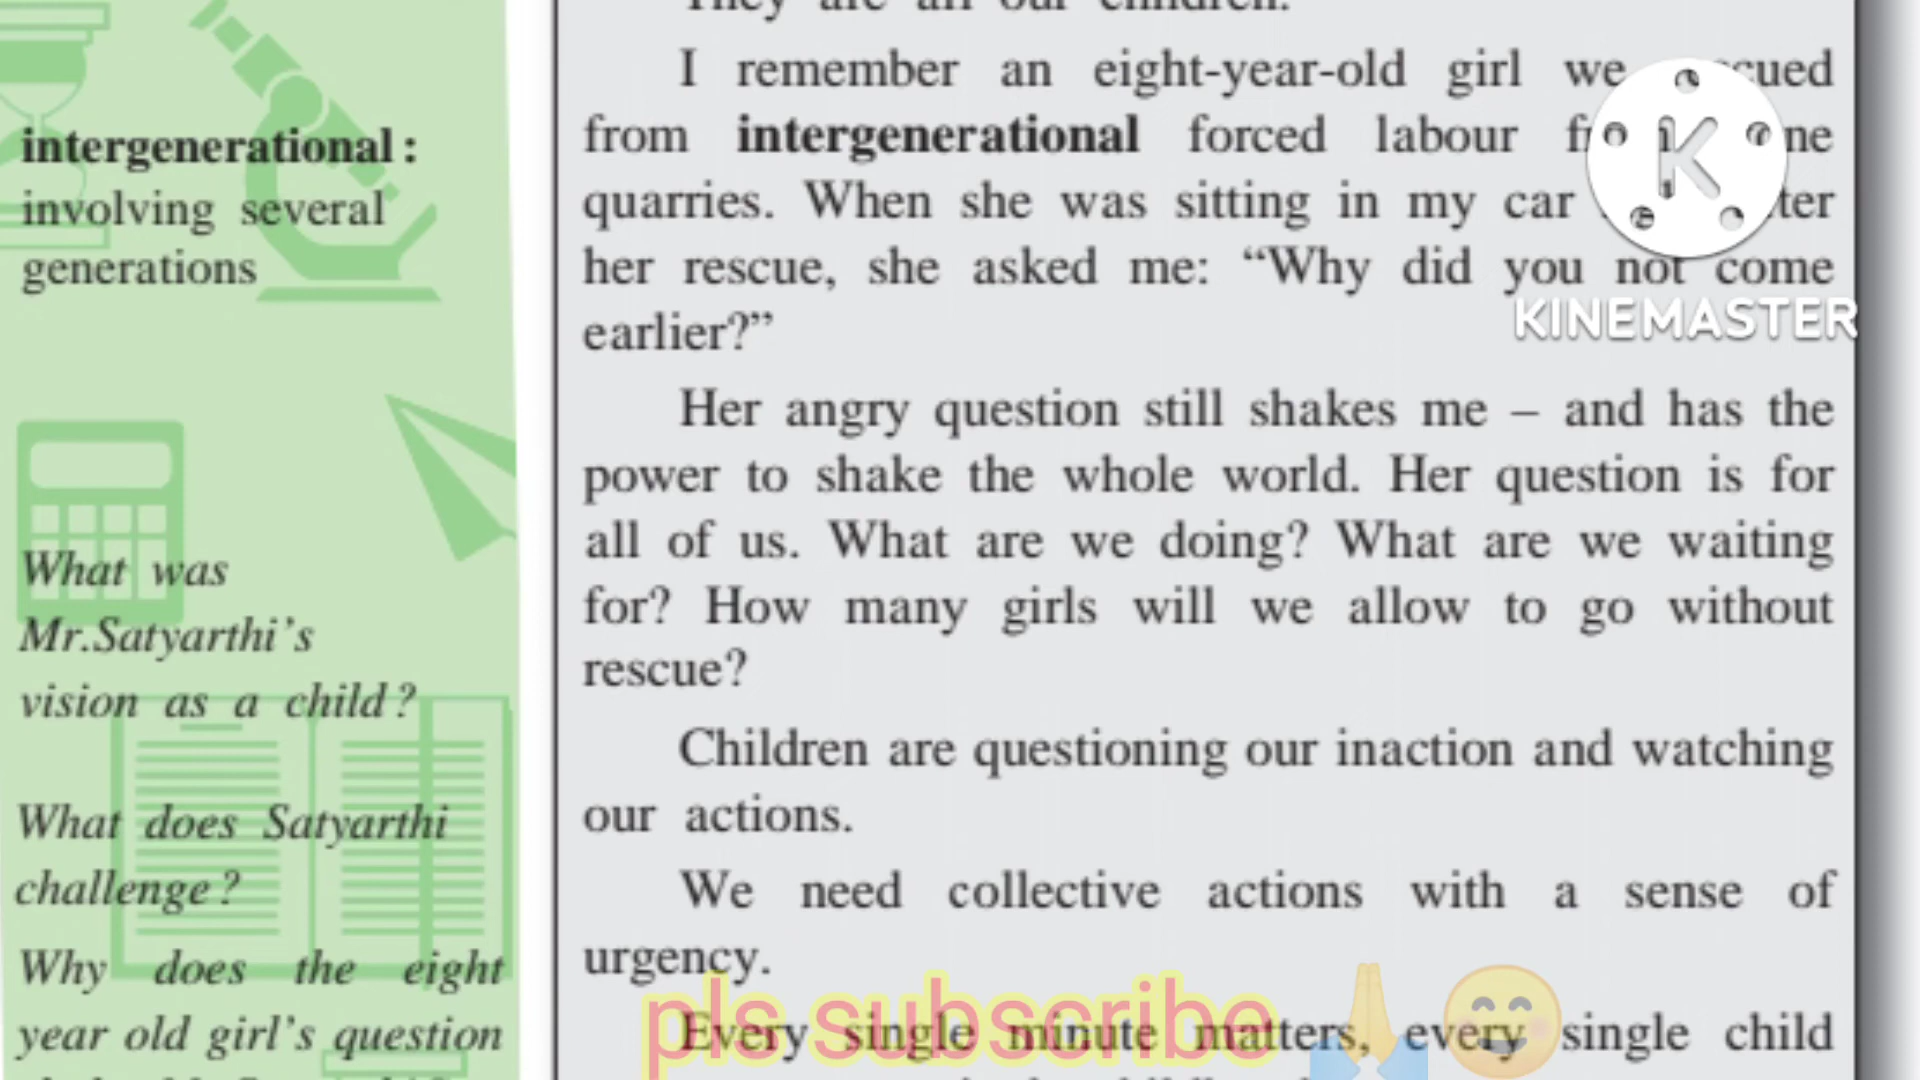 They are all our children.
I remember an eight-year-old girl we
from intergenerational forced labour
quarries. When she was sitting in my car
her rescue, she asked me: “Why did you not come
earlier?”
Her angry question still shakes me – and has the
power to shake the whole world. Her question is for
all of us. What are we doing? What are we waiting
for? How many girls will we allow to go without
rescue?
Children are questioning our inaction and watching
our actions.
We need collective actions with a sense of
urgency.
Every single minute matters, every single child
intergenerational :
involving several
generations
What was
Mr.Satyarthi’s
vision as a child ?
What does Satyarthi
challenge ?
Why does the eight
year old girl’s question
K
KINEMASTER
pls subscribe 🙏😊